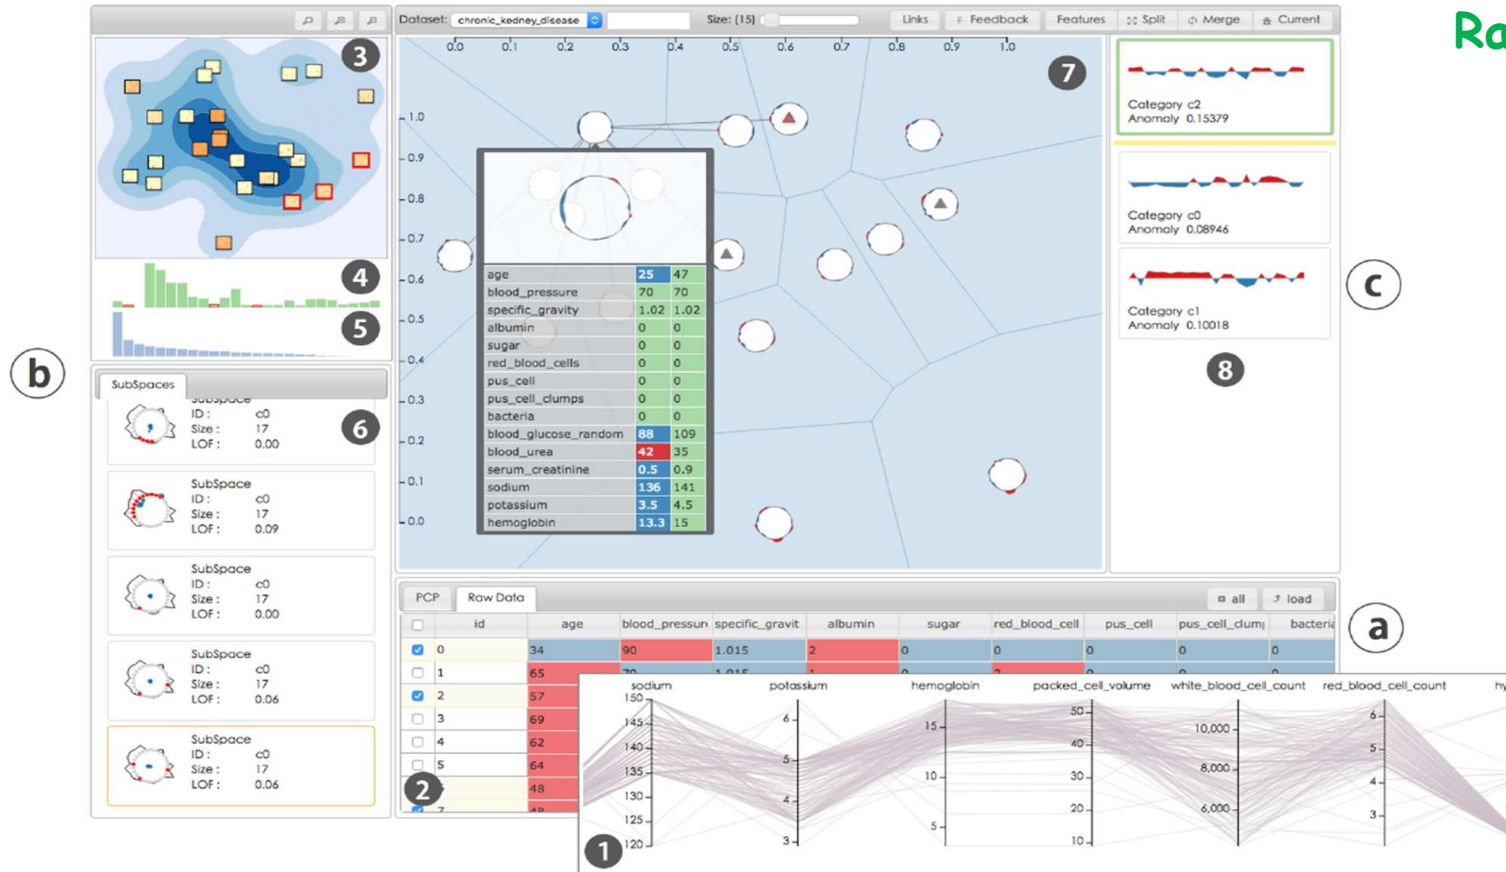 Dataset: chronic_kedney_disease Size: (15) Links Feedback Features Split Merge Current
Ra
3
4
5
b
SubSpaces
SubSpace
ID : c0
Size : 17
LOF : 0.00
6
SubSpace
ID : c0
Size : 17
LOF : 0.09
SubSpace
ID : c0
Size : 17
LOF : 0.00
SubSpace
ID : c0
Size : 17
LOF : 0.06
SubSpace
ID : c0
Size : 17
LOF : 0.06
0.0 0.1 0.2 0.3 0.4 0.5 0.6 0.7 0.8 0.9 1.0
7
1.0
0.9
0.8
0.7
0.6
0.5
0.4
0.3
0.2
0.1
0.0
age 25 47
blood_pressure 70 70
specific_gravity 1.02 1.02
albumin 0 0
sugar 0 0
red_blood_cells 0 0
pus_cell 0 0
pus_cell_clumps 0 0
bacteria 0 0
blood_glucose_random 88 109
blood_urea 42 35
serum_creatinine 0.5 0.9
sodium 136 141
potassium 3.5 4.5
hemoglobin 13.3 15
Category c2
Anomaly 0.15379
Category c0
Anomaly 0.08946
Category c1
Anomaly 0.10018
8
c
PCP Raw Data all load
a
id age blood_pressur specific_gravit albumin sugar red_blood_cell pus_cell pus_cell_clum bacteria
0 34 90 1.015 2 0 0 0 0 0
1 65
2 57
3 69
4 62
5 64
48
2
sodium potassium hemoglobin packed_cell_volume white_blood_cell_count red_blood_cell_count hy
150
145
140
135
130
125
120
6
5
4
3
15
10
5
50
40
30
20
10
10,000
8,000
6,000
6
5
4
3
1